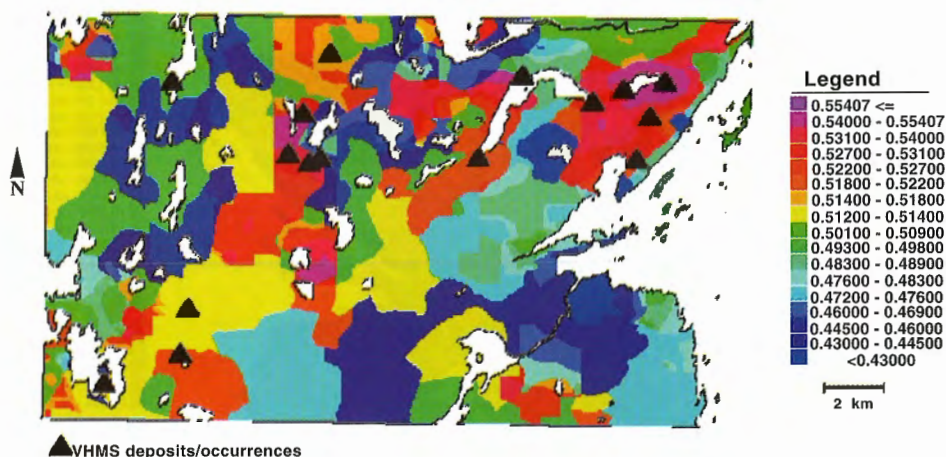 Legend
0.55407 <=
0.54000 - 0.55407
0.53100 - 0.54000
0.52700 - 0.53100
0.52200 - 0.52700
0.51800 - 0.52200
0.51400 - 0.51800
0.51200 - 0.51400
0.50100 - 0.50900
0.49300 - 0.49800
0.48300 - 0.48900
0.47600 - 0.48300
0.47200 - 0.47600
0.46000 - 0.46900
0.44500 - 0.46000
0.43000 - 0.44500
<0.43000
2 km
N
VHMS deposits/occurrences